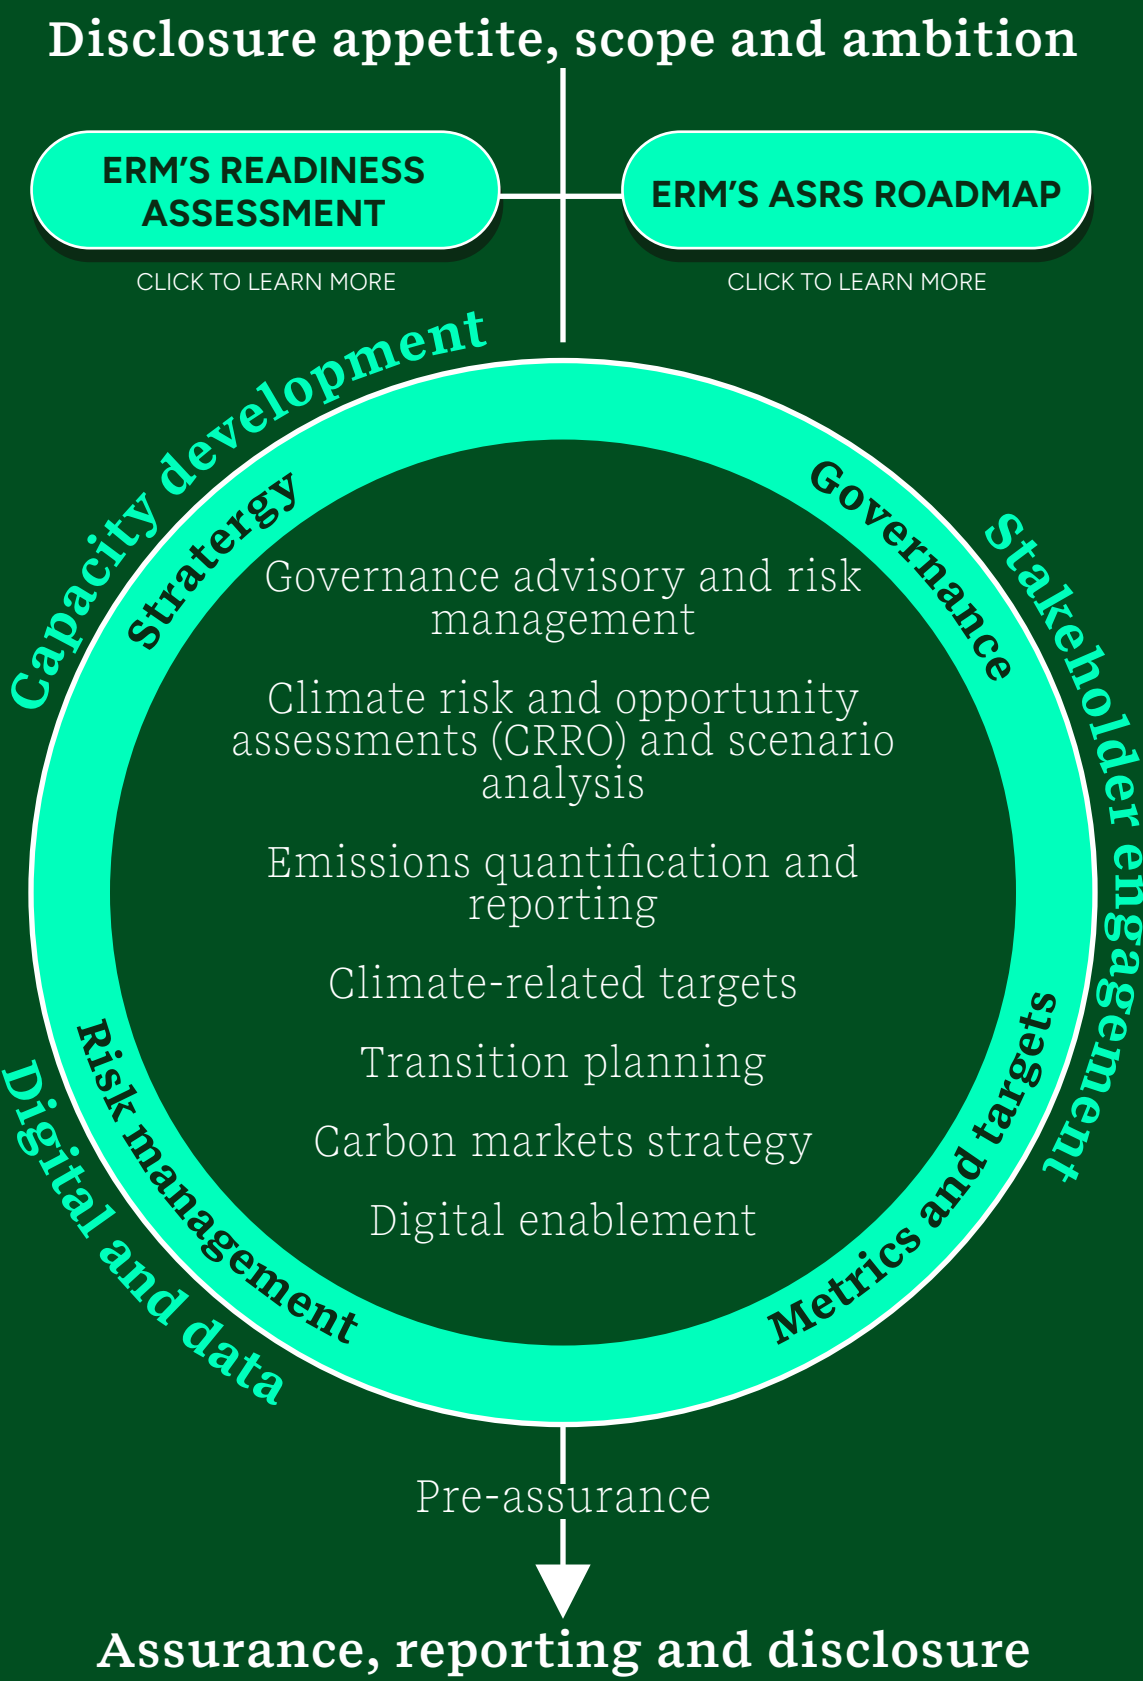 Disclosure appetite, scope and ambition
ERM'S READINESS
ASSESSMENT
ERM'S ASRS ROADMAP
CLICK TO LEARN MORE
CLICK TO LEARN MORE
Capacity development
Stratergy
Governance
Stakeholder engagement
Governance advisory and risk
management
Climate risk and opportunity
assessments (CRRO) and scenario
analysis
Emissions quantification and
reporting
Climate-related targets
Transition planning
Carbon markets strategy
Digital enablement
Risk management
Digital and data
Metrics and targets
Pre-assurance
Assurance, reporting and disclosure